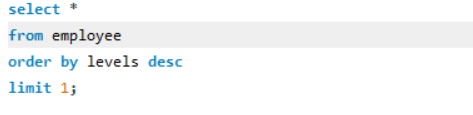 select *
from employee
order by levels desc
limit 1;